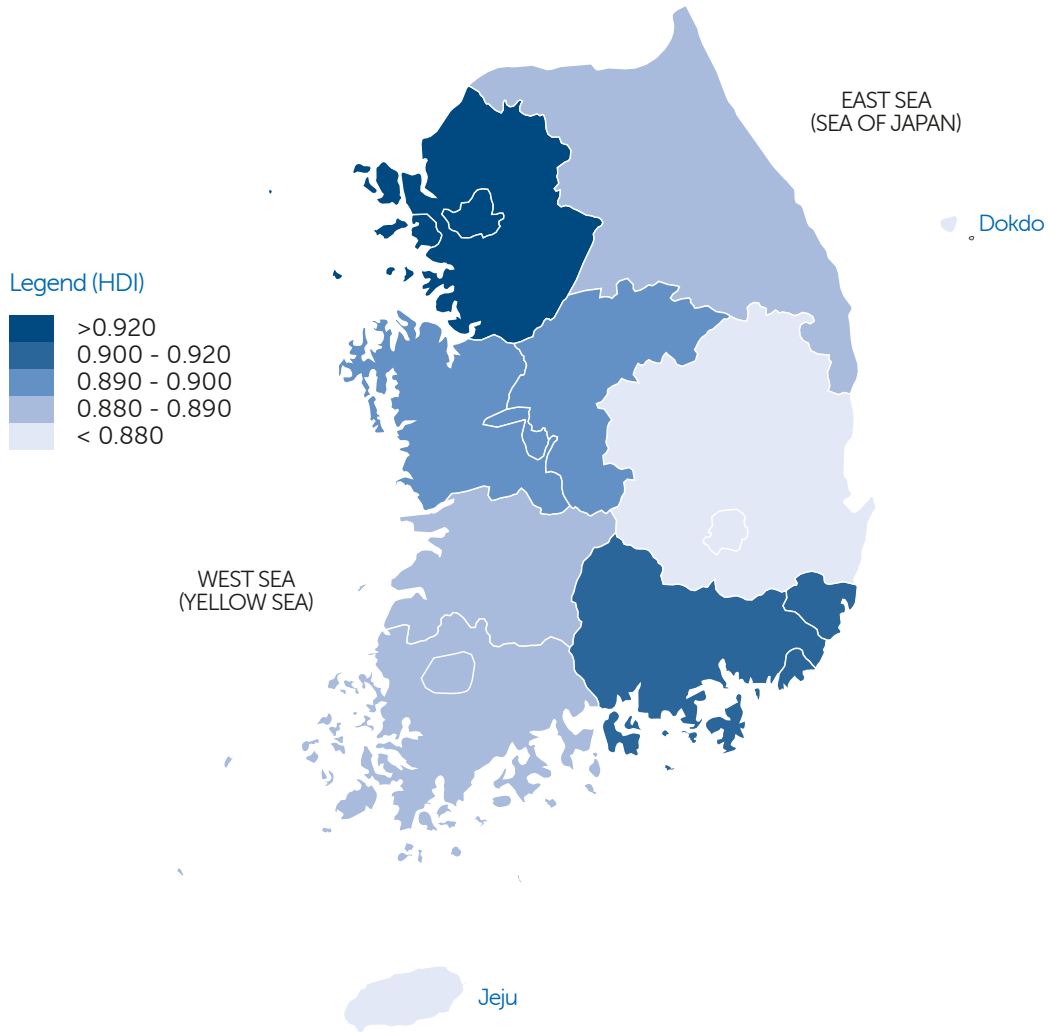 EAST SEA
(SEA OF JAPAN)
Dokdo
Legend (HDI)
>0.920
0.900 - 0.920
0.890 - 0.900
0.880 - 0.890
< 0.880
WEST SEA
(YELLOW SEA)
Jeju